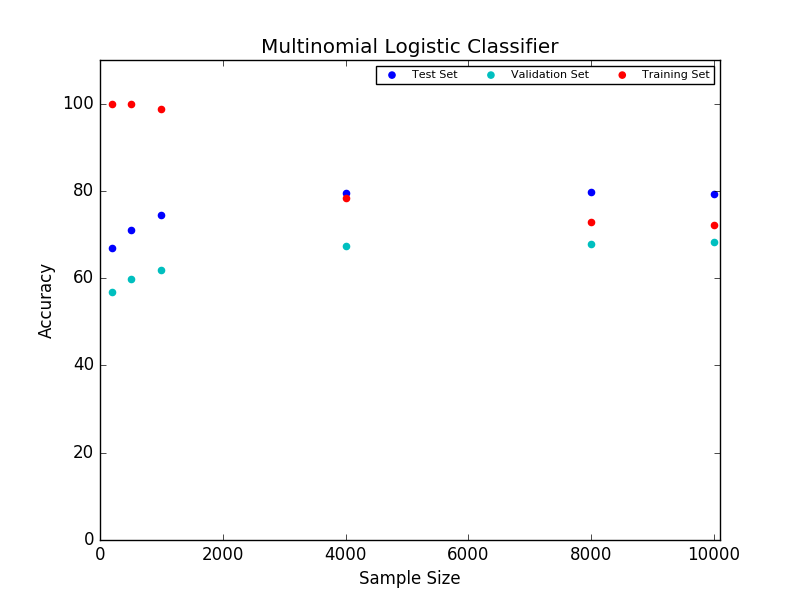 Multinomial Logistic Classifier
Test Set Validation Set Training Set
100
80
60
40
20
0
Accuracy
0 2000 4000 6000 8000 10000
Sample Size